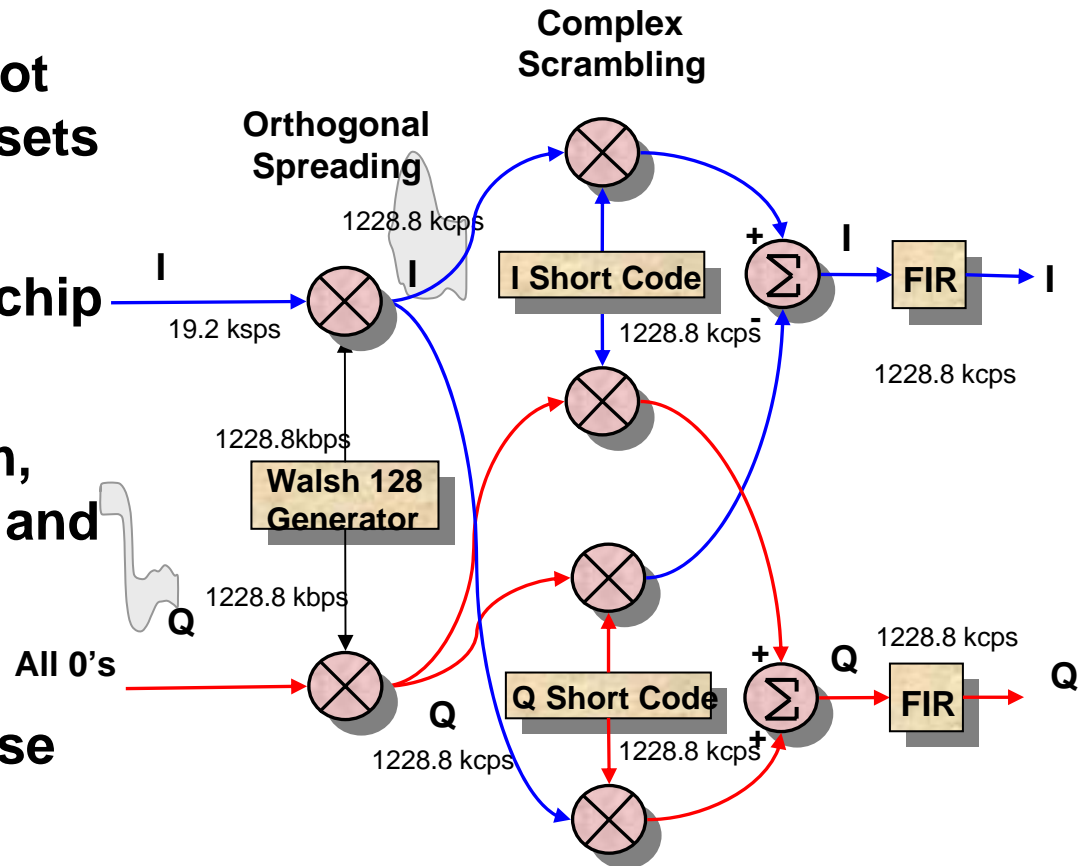 Complex
Scrambling
ot
sets
Orthogonal
Spreading
1228.8 kcps
+
I
I
I
I Short Code
Σ
FIR
I
chip
19.2 ksps
1228.8 kcps
-
1228.8 kcps
1228.8kbps
n,
Walsh 128
Generator
and
1228.8 kbps
Q
All 0's
1228.8 kcps
+
Q
Q
Q Short Code
Σ
FIR
Q
se
1228.8 kcps
1228.8 kcps
+